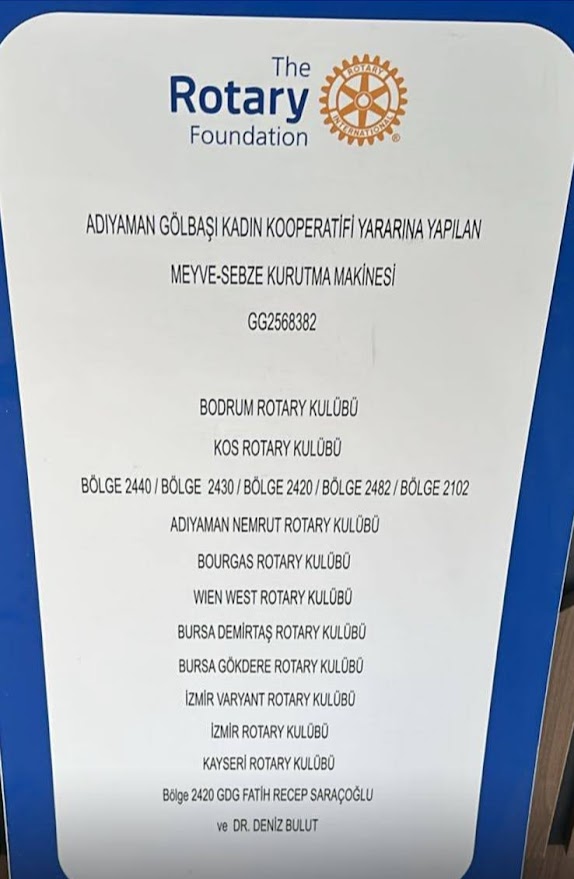 The
Rotary
Foundation
ROTARY
INTERNATIONAL
®
ADIYAMAN GÖLBAŞI KADIN KOOPERATİFİ YARARINA YAPILAN
MEYVE-SEBZE KURUTMA MAKİNESİ
GG2568382
BODRUM ROTARY KULÜBÜ
KOS ROTARY KULÜBÜ
BÖLGE 2440 / BÖLGE 2430 / BÖLGE 2420 / BÖLGE 2482 / BÖLGE 2102
ADIYAMAN NEMRUT ROTARY KULÜBÜ
BOURGAS ROTARY KULÜBÜ
WIEN WEST ROTARY KULÜBÜ
BURSA DEMİRTAŞ ROTARY KULÜBÜ
BURSA GÖKDERE ROTARY KULÜBÜ
İZMİR VARYANT ROTARY KULÜBÜ
İZMİR ROTARY KULÜBÜ
KAYSERİ ROTARY KULÜBÜ
Bölge 2420 GDG FATİH RECEP SARAÇOĞLU
ve DR. DENİZ BULUT